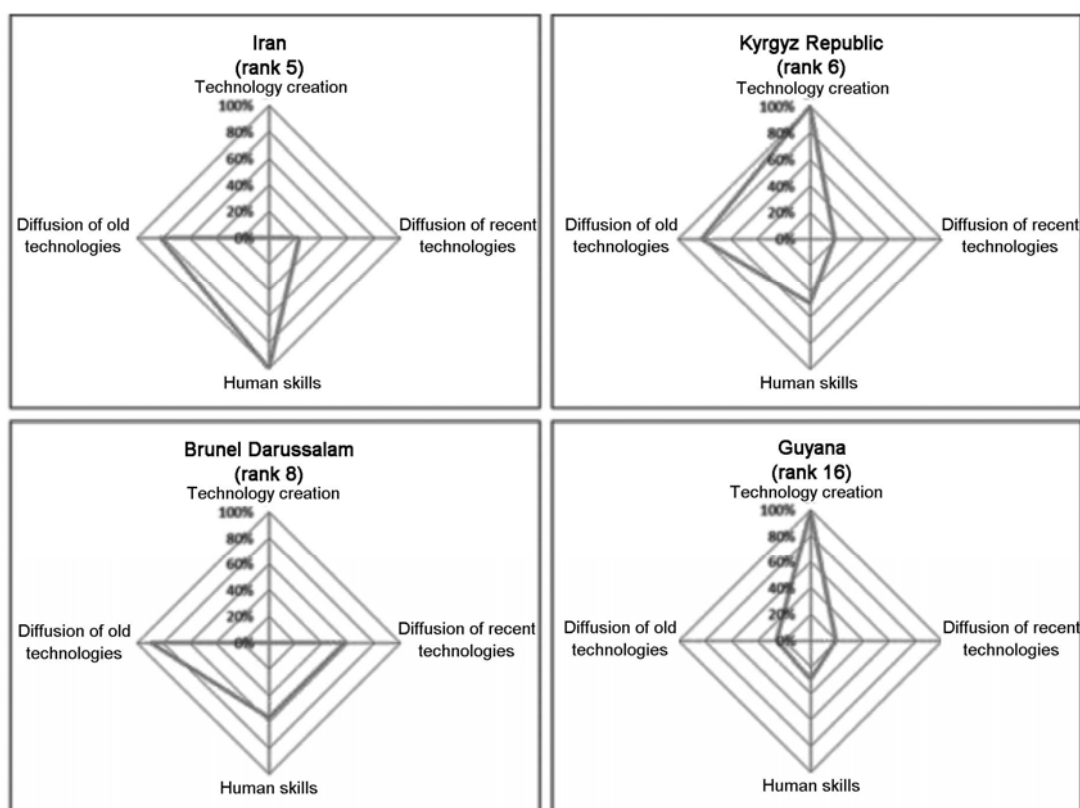 Iran
(rank 5)
Technology creation
100%
80%
60%
40%
20%
0%
Diffusion of old
technologies
Diffusion of recent
technologies
Human skills
Kyrgyz Republic
(rank 6)
Technology creation
100%
80%
60%
40%
20%
0%
Diffusion of old
technologies
Diffusion of recent
technologies
Human skills
Brunel Darussalam
(rank 8)
Technology creation
100%
80%
60%
40%
20%
0%
Diffusion of old
technologies
Diffusion of recent
technologies
Human skills
Guyana
(rank 16)
Technology creation
100%
80%
60%
40%
20%
0%
Diffusion of old
technologies
Diffusion of recent
technologies
Human skills